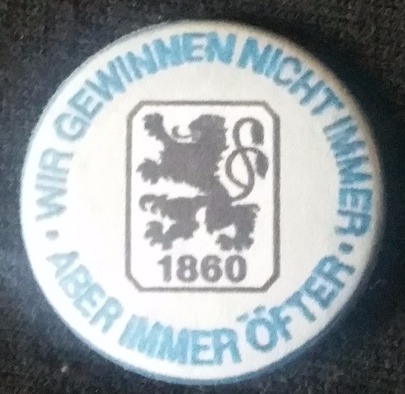 · WIR GEWINNEN NICHT IMMER ·
ABER IMMER ÖFTER
1860